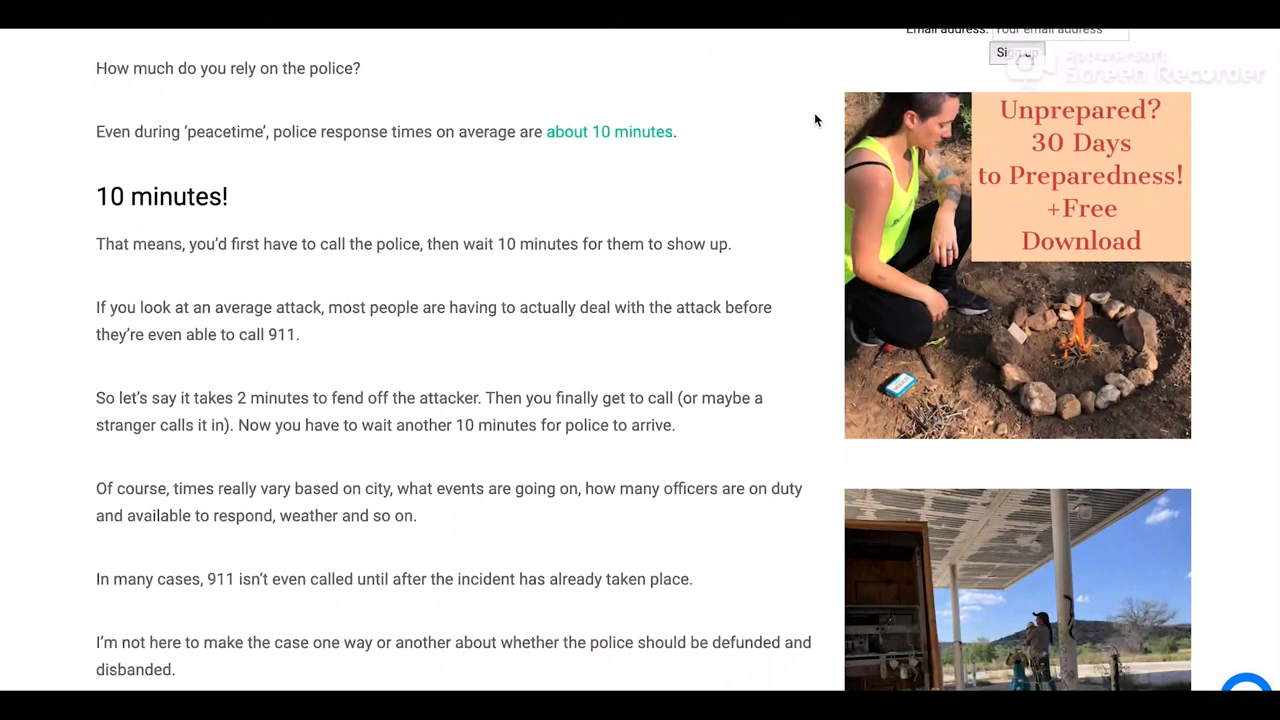 Email address: Your email address
Sign up
Apowersoft
Screen Recorder
How much do you rely on the police?
Even during ‘peacetime’, police response times on average are about 10 minutes.
10 minutes!
That means, you’d first have to call the police, then wait 10 minutes for them to show up.
If you look at an average attack, most people are having to actually deal with the attack before
they’re even able to call 911.
So let’s say it takes 2 minutes to fend off the attacker. Then you finally get to call (or maybe a
stranger calls it in). Now you have to wait another 10 minutes for police to arrive.
Of course, times really vary based on city, what events are going on, how many officers are on duty
and available to respond, weather and so on.
In many cases, 911 isn’t even called until after the incident has already taken place.
I’m not here to make the case one way or another about whether the police should be defunded and
disbanded.
Unprepared?
30 Days
to Preparedness!
+Free
Download